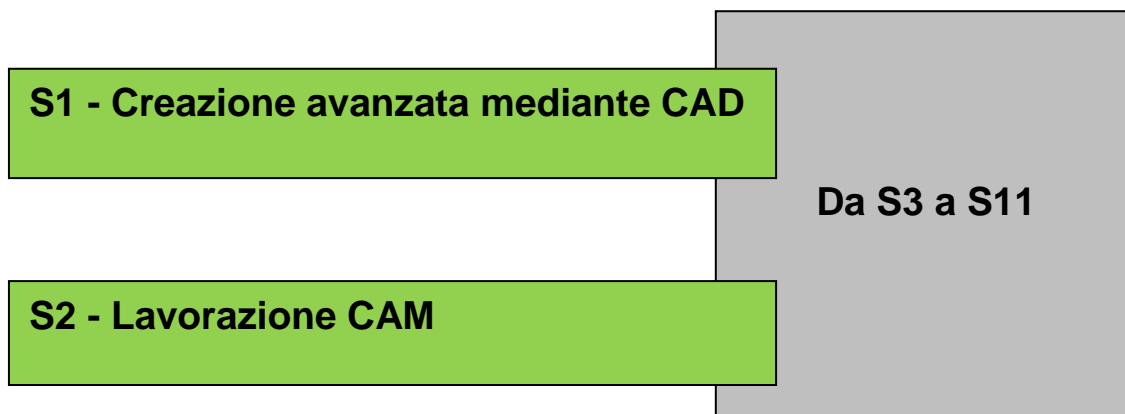 S1 - Creazione avanzata mediante CAD
Da S3 a S11
S2 - Lavorazione CAM